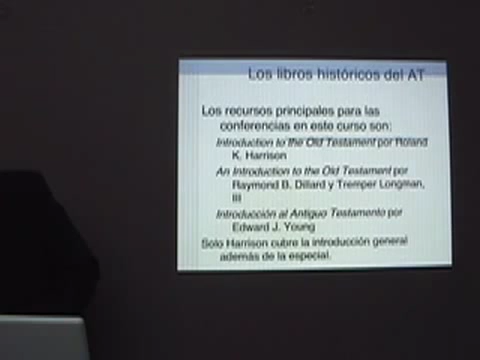 Los libros históricos del AT
Los recursos principales para las
conferencias en este curso son:
Introduction to the Old Testament por Roland
K. Harrison
An Introduction to the Old Testament por
Raymond B. Dillard y Tremper Longman,
III
Introducción al Antiguo Testamento por
Edward J. Young
Solo Harrison cubre la introducción general
además de la especial.